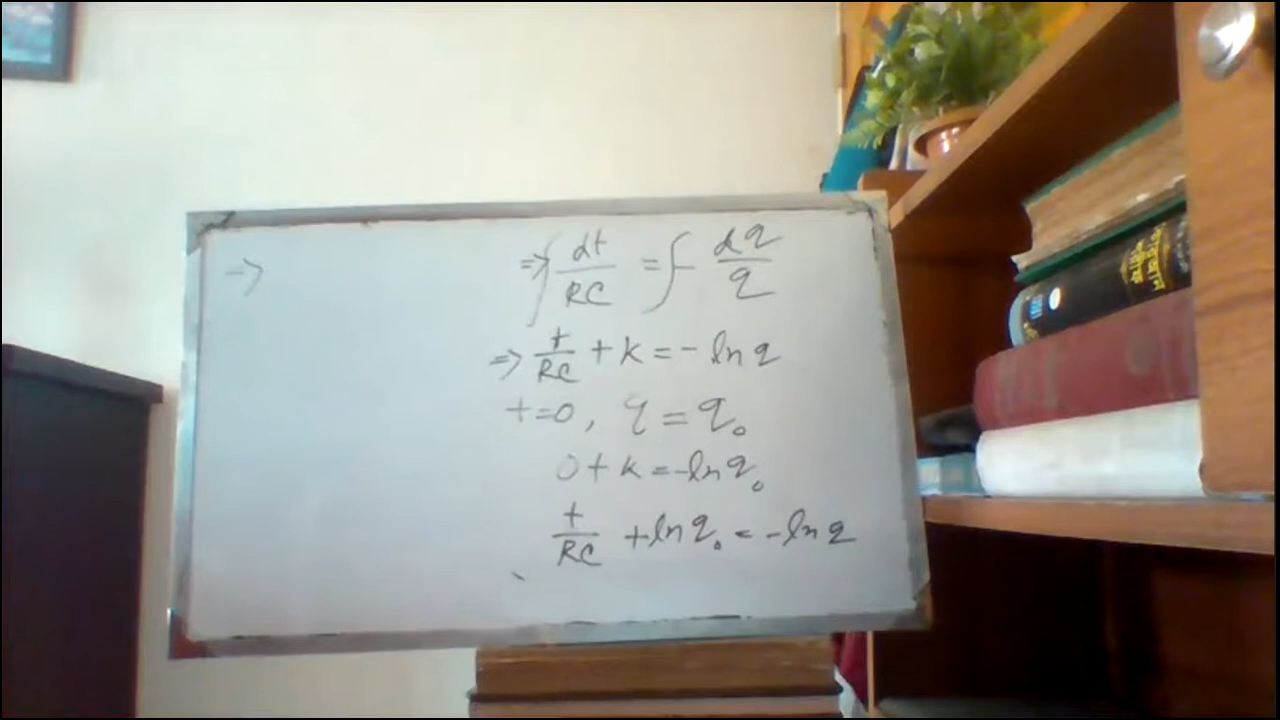 → ⇒ ∫ dt/RC = ∫ - dq/q
⇒ t/RC + K = - ln q
t=0, q = q₀
0 + K = -ln q₀
t/RC + ln q₀ = -ln q